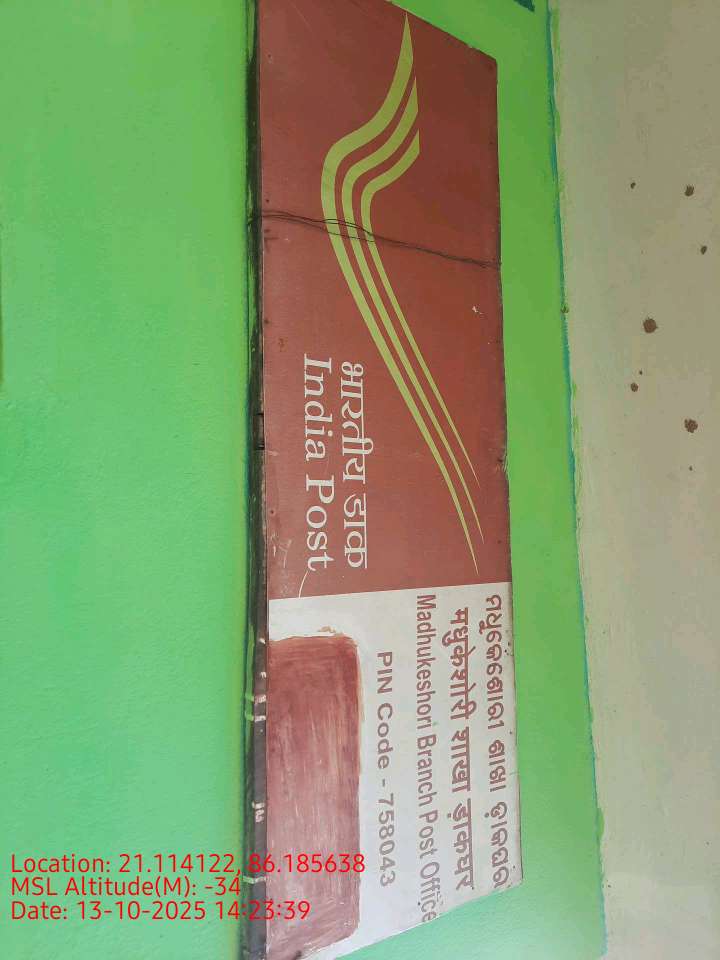 भारतीय डाक
India Post
ମଧୁକେଶୋରୀ ଶାଖା ଡ଼ାକଘର
मधुकेशोरी शाखा ड़ाकघर
Madhukeshori Branch Post Office
PIN Code - 758043
Location: 21.114122, 86.185638
MSL Altitude(M): -34
Date: 13-10-2025 14:23:39